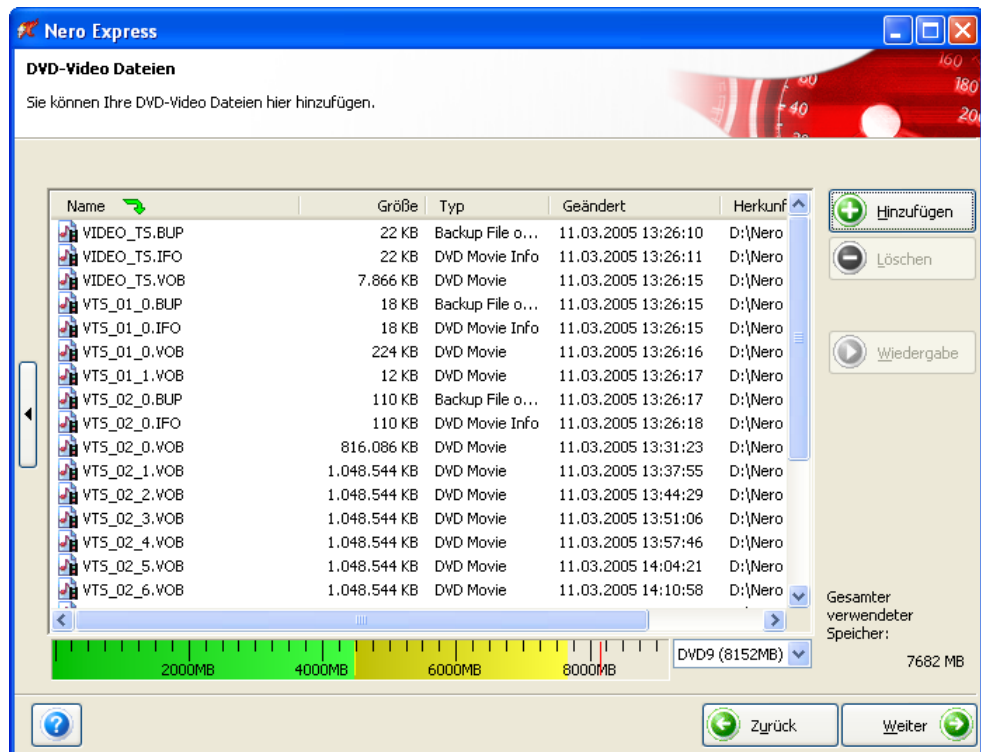 Nero Express
DVD-Video Dateien
Sie können Ihre DVD-Video Dateien hier hinzufügen.
160
180
200
60
40
20
Name Größe Typ Geändert Herkunf
VIDEO_TS.BUP 22 KB Backup File o... 11.03.2005 13:26:10 D:\Nero
VIDEO_TS.IFO 22 KB DVD Movie Info 11.03.2005 13:26:11 D:\Nero
VIDEO_TS.VOB 7.866 KB DVD Movie 11.03.2005 13:26:15 D:\Nero
VTS_01_0.BUP 18 KB Backup File o... 11.03.2005 13:26:15 D:\Nero
VTS_01_0.IFO 18 KB DVD Movie Info 11.03.2005 13:26:15 D:\Nero
VTS_01_0.VOB 224 KB DVD Movie 11.03.2005 13:26:16 D:\Nero
VTS_01_1.VOB 12 KB DVD Movie 11.03.2005 13:26:17 D:\Nero
VTS_02_0.BUP 110 KB Backup File o... 11.03.2005 13:26:17 D:\Nero
VTS_02_0.IFO 110 KB DVD Movie Info 11.03.2005 13:26:18 D:\Nero
VTS_02_0.VOB 816.086 KB DVD Movie 11.03.2005 13:31:23 D:\Nero
VTS_02_1.VOB 1.048.544 KB DVD Movie 11.03.2005 13:37:55 D:\Nero
VTS_02_2.VOB 1.048.544 KB DVD Movie 11.03.2005 13:44:29 D:\Nero
VTS_02_3.VOB 1.048.544 KB DVD Movie 11.03.2005 13:51:06 D:\Nero
VTS_02_4.VOB 1.048.544 KB DVD Movie 11.03.2005 13:57:46 D:\Nero
VTS_02_5.VOB 1.048.544 KB DVD Movie 11.03.2005 14:04:21 D:\Nero
VTS_02_6.VOB 1.048.544 KB DVD Movie 11.03.2005 14:10:58 D:\Nero
Hinzufügen
Löschen
Wiedergabe
Gesamter
verwendeter
Speicher:
7682 MB
2000MB 4000MB 6000MB 8000MB
DVD9 (8152MB)
Zurück
Weiter